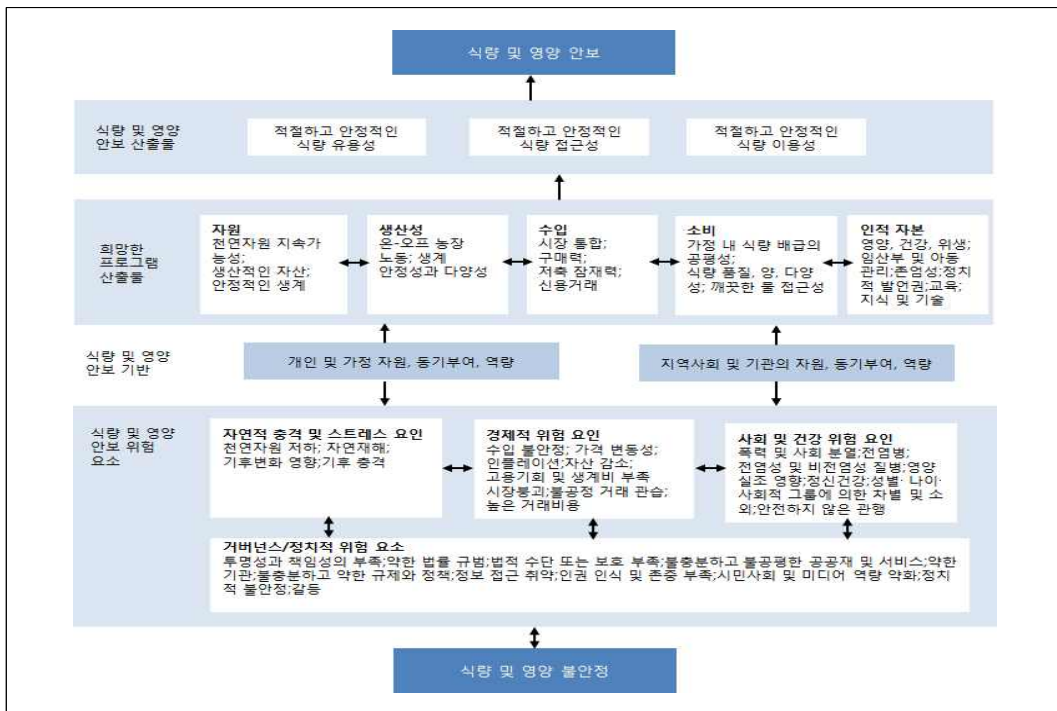 식량 및 영양 안보
식량 및 영양
안보 산출물
적절하고 안정적인
식량 유용성
적절하고 안정적인
식량 접근성
적절하고 안정적인
식량 이용성
희망한
프로그램
산출물
자원
천연자원 지속가
능성;
생산적인 자산;
안정적인 생계
생산성
온-오프 농장
노동; 생계
안정성과 다양성
수입
시장 통합;
구매력;
저축 잠재력;
신용거래
소비
가정 내 식량 배급의
공평성;
식량 품질, 양, 다양
성; 깨끗한 물 접근성
인적 자본
영양, 건강, 위생;
임산부 및 아동
관리;존엄성;정치
적 발언권;교육;
지식 및 기술
식량 및 영양
안보 기반
개인 및 가정 자원, 동기부여, 역량
지역사회 및 기관의 자원, 동기부여, 역량
식량 및 영양
안보 위험
요소
자연적 충격 및 스트레스 요인
천연자원 저하; 자연재해;
기후변화 영향;기후 충격
경제적 위험 요인
수입 불안정; 가격 변동성;
인플레이션;자산 감소;
고용기회 및 생계비 부족
시장붕괴;불공정 거래 관습;
높은 거래비용
사회 및 건강 위험 요인
폭력 및 사회 분열;전염병;
전염성 및 비전염성 질병;영양
실조 영향;정신건강;성별· 나이·
사회적 그룹에 의한 차별 및 소
외;안전하지 않은 관행
거버넌스/정치적 위험 요소
투명성과 책임성의 부족;약한 법률 규범;법적 수단 또는 보호 부족;불충분하고 불공평한 공공재 및 서비스;약한
기관;불충분하고 약한 규제와 정책;정보 접근 취약;인권 인식 및 존중 부족;시민사회 및 미디어 역량 약화;정치
적 불안정;갈등
식량 및 영양 불안정